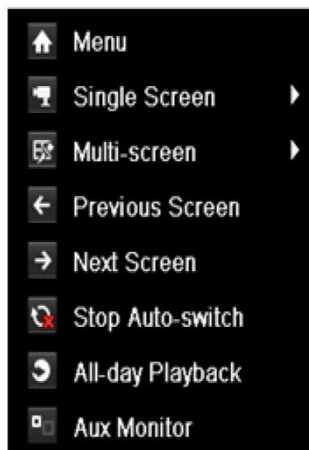 Menu
Single Screen
Multi-screen
Previous Screen
Next Screen
Stop Auto-switch
All-day Playback
Aux Monitor